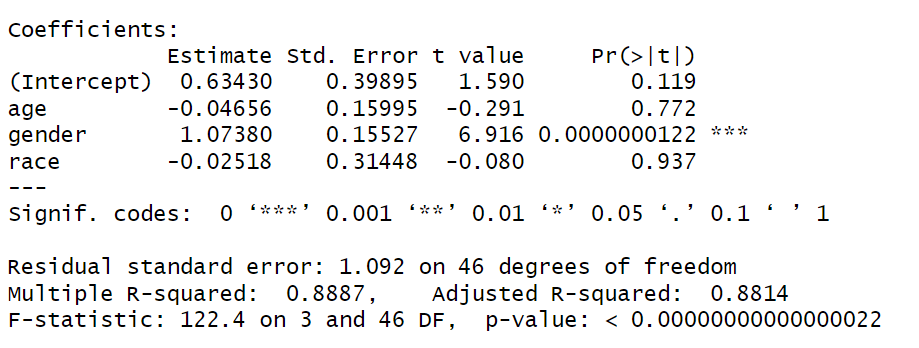 Coefficients:
Estimate Std. Error t value Pr(>|t|)
(Intercept) 0.63430 0.39895 1.590 0.119
age -0.04656 0.15995 -0.291 0.772
gender 1.07380 0.15527 6.916 0.0000000122 ***
race -0.02518 0.31448 -0.080 0.937
---
Signif. codes: 0 ‘***’ 0.001 ‘**’ 0.01 ‘*’ 0.05 ‘.’ 0.1 ‘ ’ 1
Residual standard error: 1.092 on 46 degrees of freedom
Multiple R-squared: 0.8887, Adjusted R-squared: 0.8814
F-statistic: 122.4 on 3 and 46 DF, p-value: < 0.00000000000000022